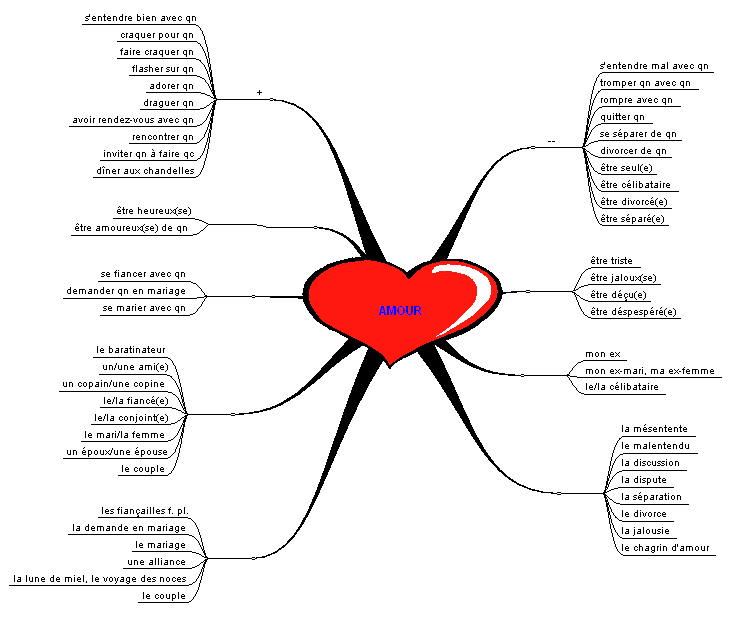 s'entendre bien avec qn
craquer pour qn
faire craquer qn
flasher sur qn
adorer qn
draguer qn
avoir rendez-vous avec qn
rencontrer qn
inviter qn à faire qc
dîner aux chandelles
+
être heureux(se)
être amoureux(se) de qn
se fiancer avec qn
demander qn en mariage
se marier avec qn
le baratinateur
un/une ami(e)
un copain/une copine
le/la fiancé(e)
le/la conjoint(e)
le mari/la femme
un époux/une épouse
le couple
les fiançailles f. pl.
la demande en mariage
le mariage
une alliance
la lune de miel, le voyage des noces
le couple
AMOUR
--
s'entendre mal avec qn
tromper qn avec qn
rompre avec qn
quitter qn
se séparer de qn
divorcer de qn
être seul(e)
être célibataire
être divorcé(e)
être séparé(e)
être triste
être jaloux(se)
être déçu(e)
être déspespéré(e)
mon ex
mon ex-mari, ma ex-femme
le/la célibataire
la mésentente
le malentendu
la discussion
la dispute
la séparation
le divorce
la jalousie
le chagrin d'amour